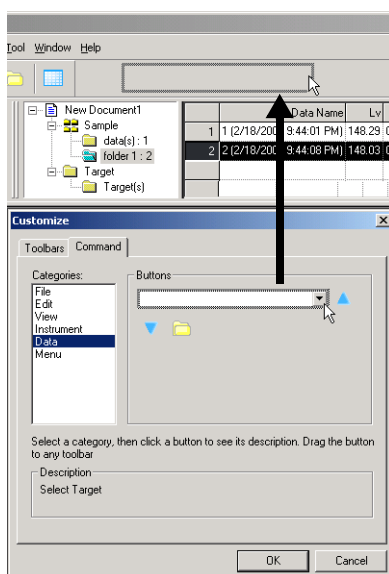 Tool Window Help
New Document1
Sample
data(s) : 1
folder 1 : 2
Target
Target(s)
Data Name Lv
1 1 (2/18/200 9:44:01 PM) 148.29
2 2 (2/18/200 9:44:08 PM) 148.03
Customize
Toolbars Command
Categories:
File
Edit
View
Instrument
Data
Menu
Buttons
Select a category, then click a button to see its description. Drag the button
to any toolbar
Description
Select Target
OK Cancel